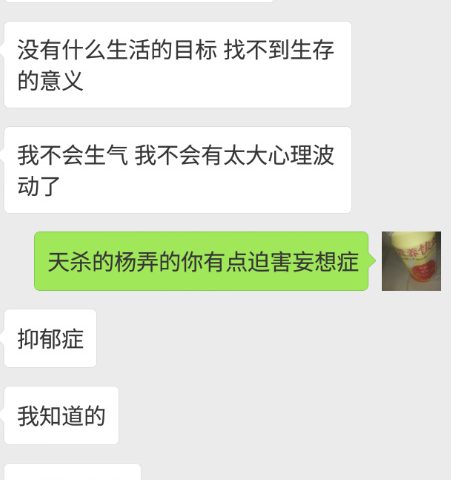 没有什么生活的目标 找不到生存
的意义
我不会生气 我不会有太大心理波
动了
天杀的杨弄的你有点迫害妄想症
抑郁症
我知道的